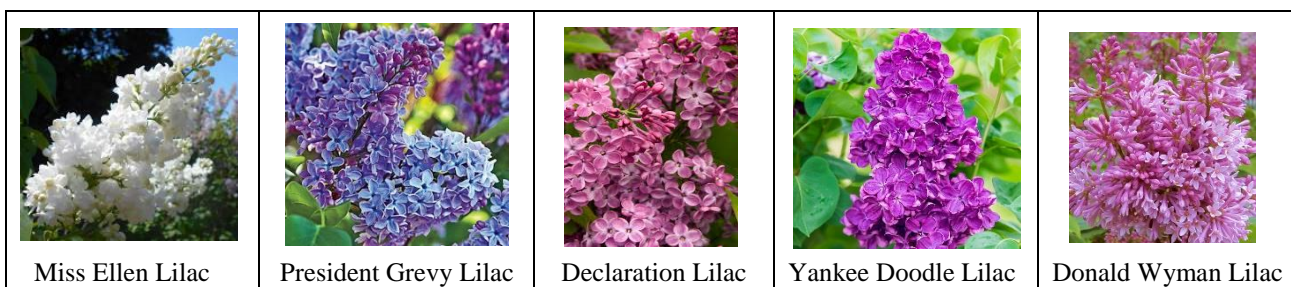 Miss Ellen Lilac
President Grevy Lilac
Declaration Lilac
Yankee Doodle Lilac
Donald Wyman Lilac